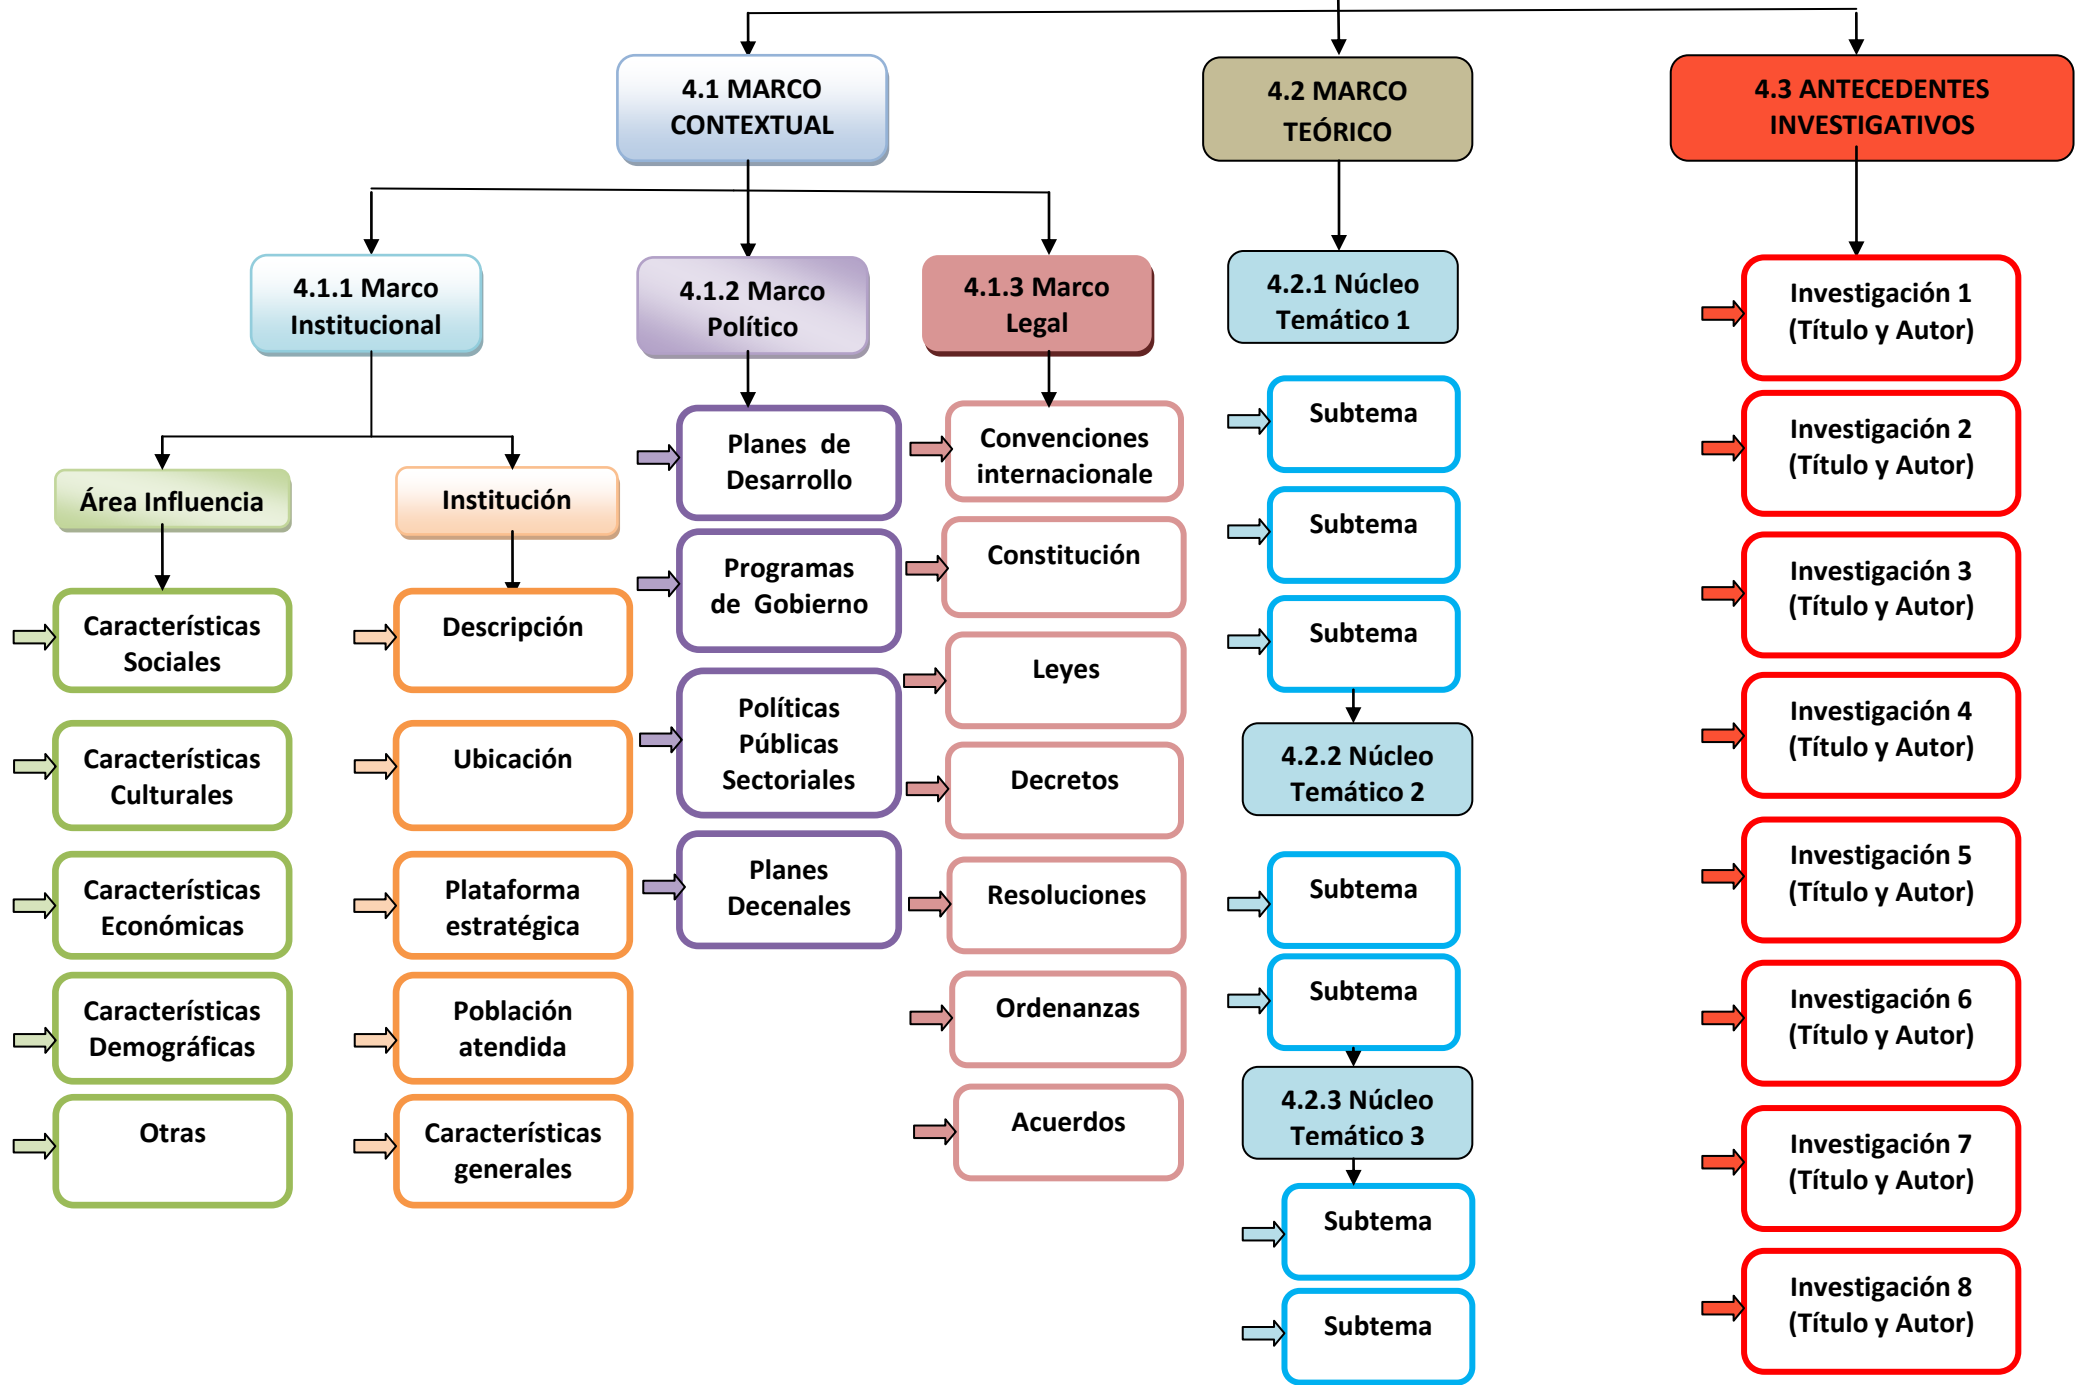 4.1 MARCO
CONTEXTUAL
4.2 MARCO
TEÓRICO
4.3 ANTECEDENTES
INVESTIGATIVOS
4.1.1 Marco
Institucional
4.1.2 Marco
Político
4.1.3 Marco
Legal
4.2.1 Núcleo
Temático 1
Área Influencia
Institución
Características
Sociales
Características
Culturales
Características
Económicas
Características
Demográficas
Otras
Descripción
Ubicación
Plataforma
estratégica
Población
atendida
Características
generales
Planes de
Desarrollo
Programas
de Gobierno
Políticas
Públicas
Sectoriales
Planes
Decenales
Convenciones
internacionale
Constitución
Leyes
Decretos
Resoluciones
Ordenanzas
Acuerdos
Subtema
Subtema
Subtema
4.2.2 Núcleo
Temático 2
Subtema
Subtema
4.2.3 Núcleo
Temático 3
Subtema
Subtema
Investigación 1
(Título y Autor)
Investigación 2
(Título y Autor)
Investigación 3
(Título y Autor)
Investigación 4
(Título y Autor)
Investigación 5
(Título y Autor)
Investigación 6
(Título y Autor)
Investigación 7
(Título y Autor)
Investigación 8
(Título y Autor)